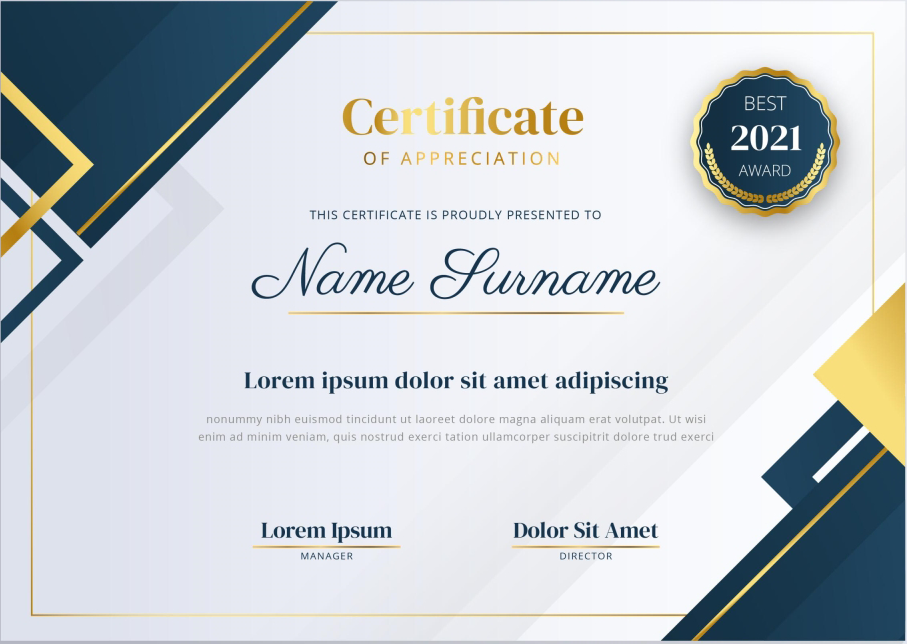 Certificate
OF APPRECIATION
BEST
2021
AWARD
THIS CERTIFICATE IS PROUDLY PRESENTED TO
Name Surname
Lorem ipsum dolor sit amet adipiscing
nonummy nibh euismod tincidunt ut laoreet dolore magna aliquam erat volutpat. Ut wisi
enim ad minim veniam, quis nostrud exerci tation ullamcorper suscipitrit dolore trud exerci
Lorem Ipsum
MANAGER
Dolor Sit Amet
DIRECTOR